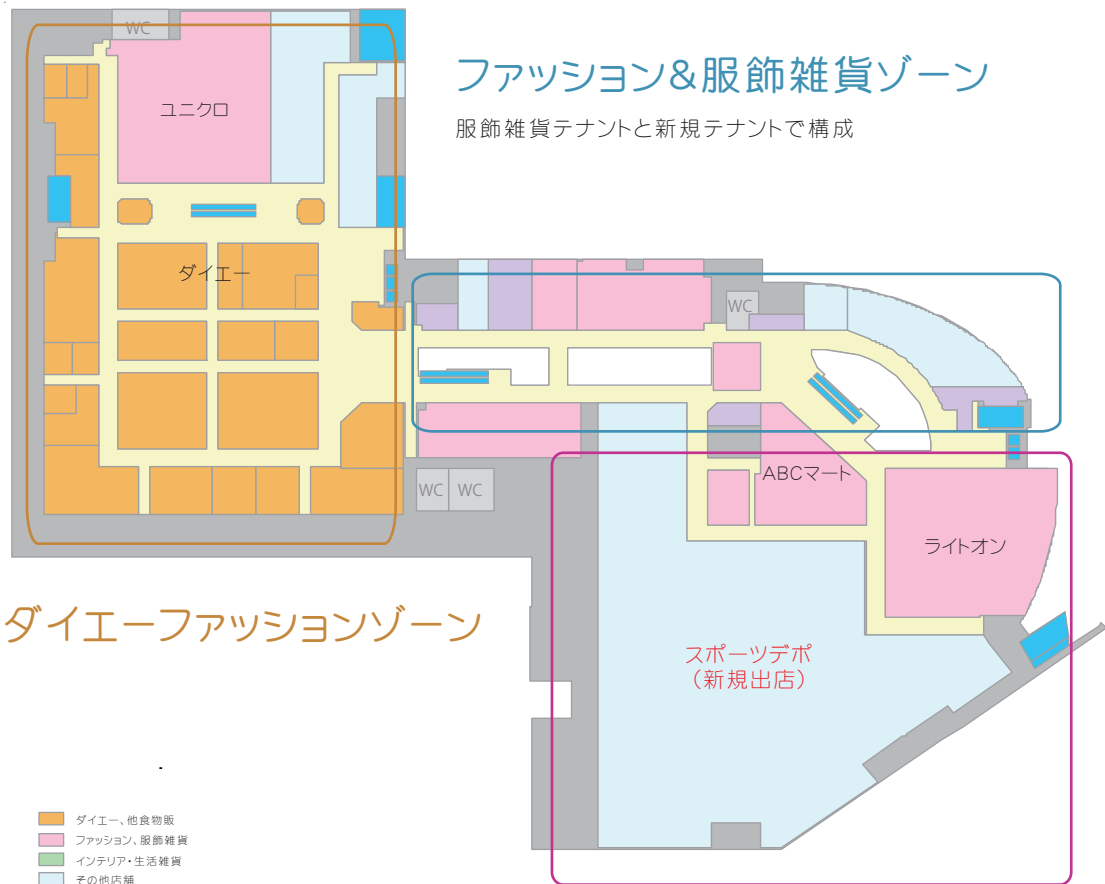 WC
ファッション&服飾雑貨ゾーン
服飾雑貨テナントと新規テナントで構成
ユニクロ
ダイエー
WC
ABCマート
WC WC
ライトオン
ダイエーファッションゾーン
スポーツデポ
（新規出店）
ダイエー、他食物販
ファッション、服飾雑貨
インテリア・生活雑貨
その他店舗